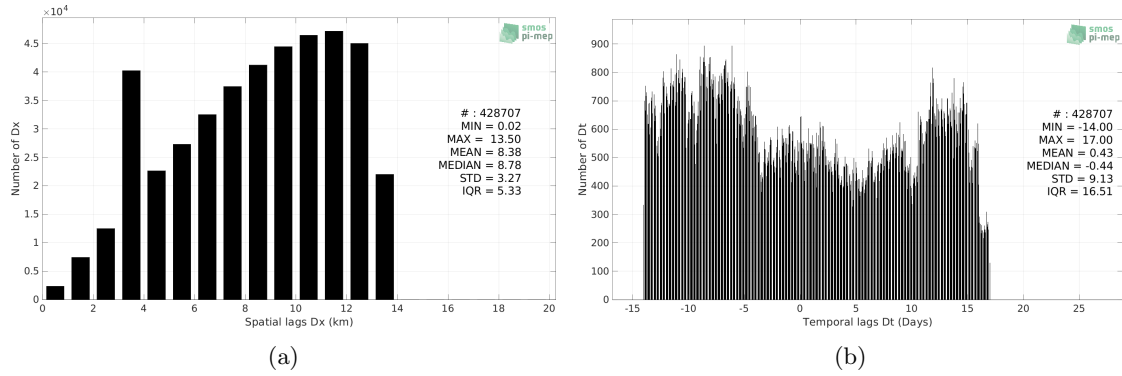 ×10⁴
4.5
4
3.5
3
2.5
2
1.5
1
0.5
0
Number of Dx
0 2 4 6 8 10 12 14 16 18 20
Spatial lags Dx (km)
smos
pi-mep
# : 428707
MIN = 0.02
MAX = 13.50
MEAN = 8.38
MEDIAN = 8.78
STD = 3.27
IQR = 5.33
(a)
900
800
700
600
500
400
300
200
100
0
Number of Dt
-15 -10 -5 0 5 10 15 20 25
Temporal lags Dt (Days)
smos
pi-mep
# : 428707
MIN = -14.00
MAX = 17.00
MEAN = 0.43
MEDIAN = -0.44
STD = 9.13
IQR = 16.51
(b)